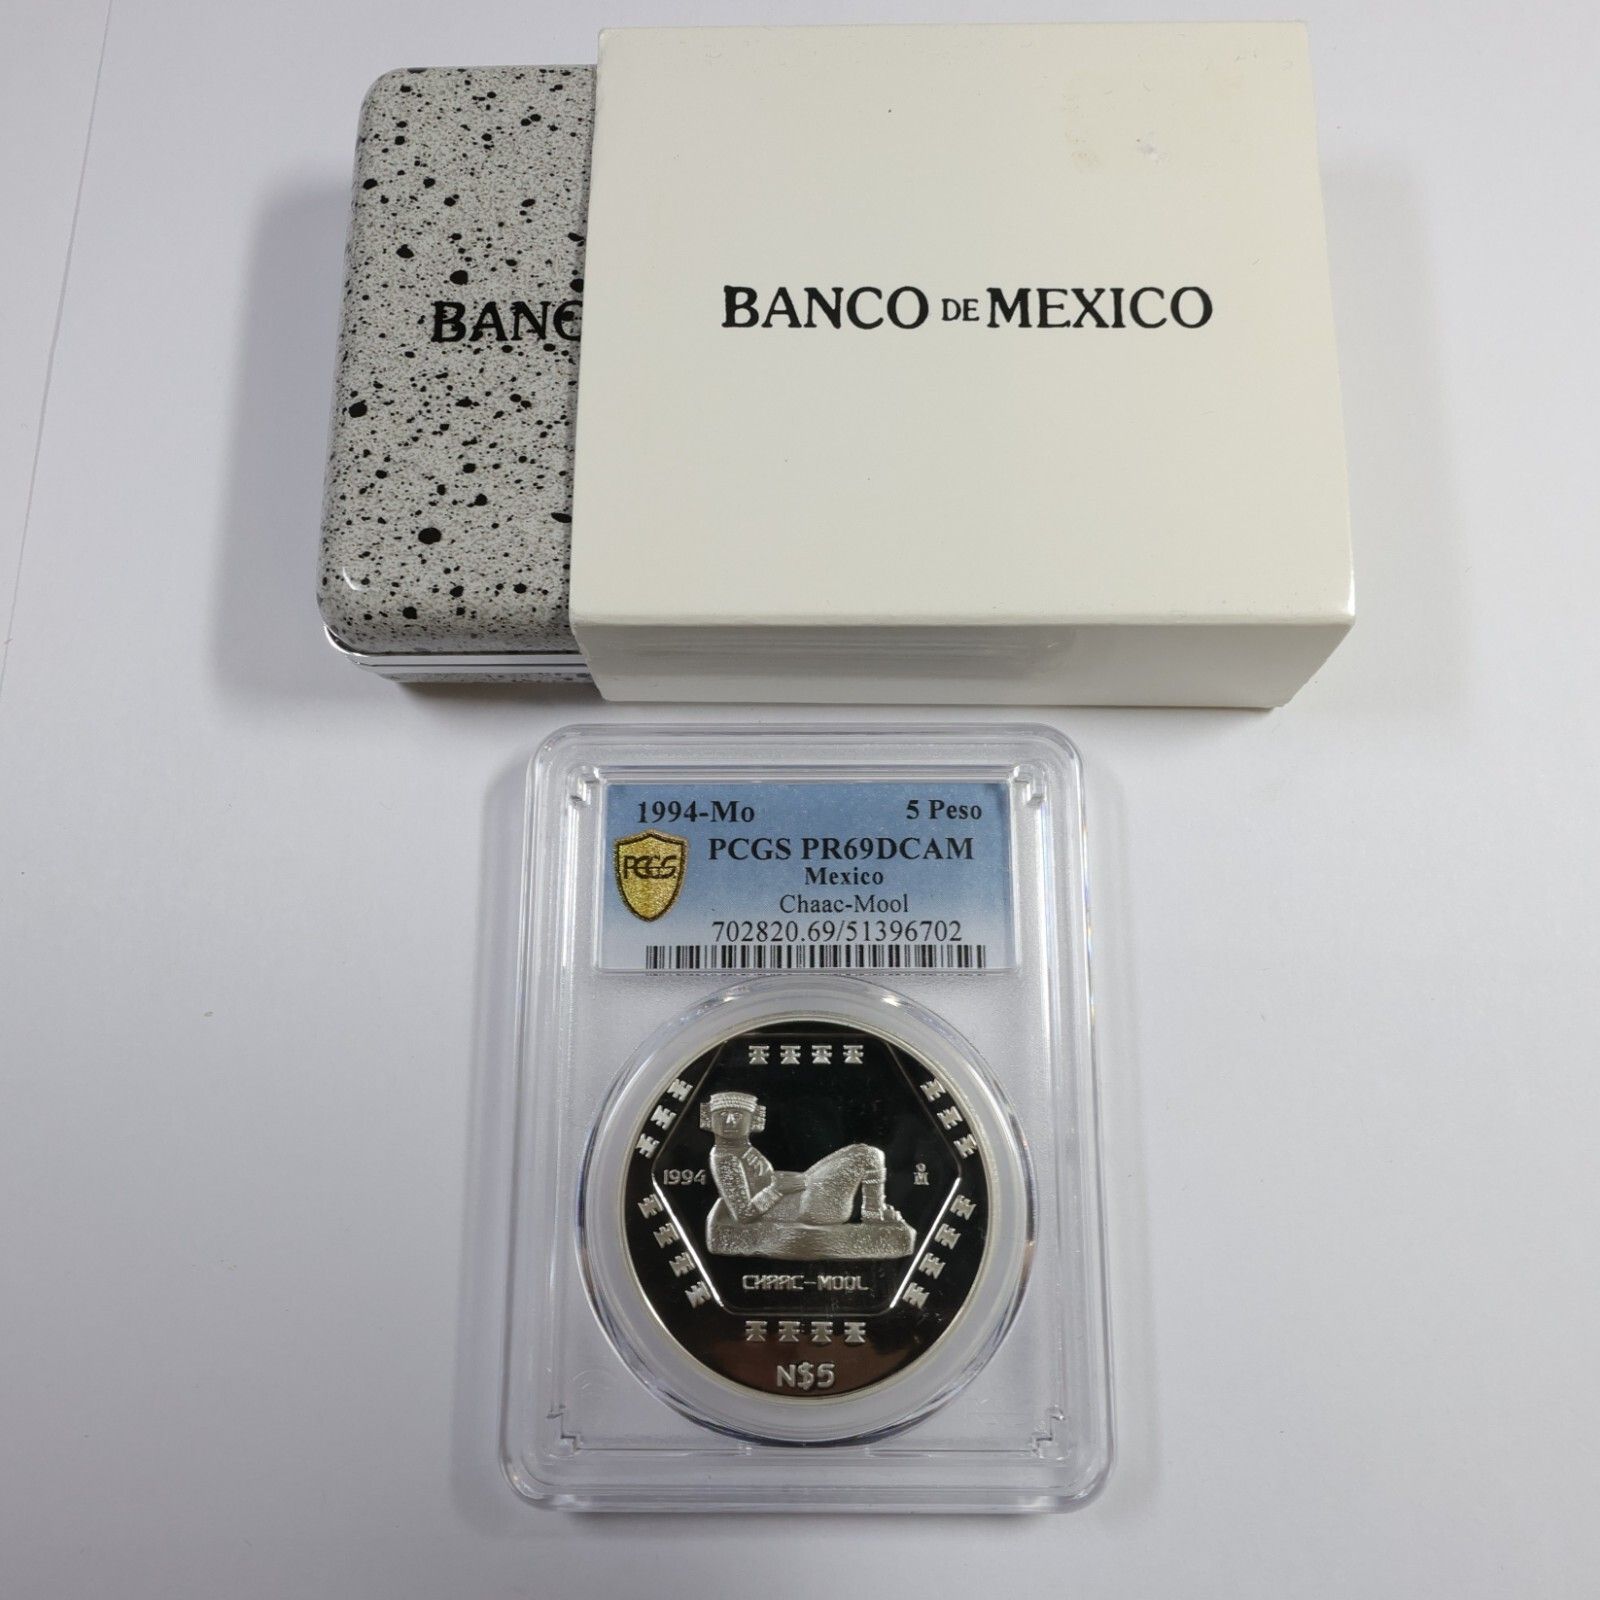 BANC
BANCO DE MEXICO
1994-Mo 5 Peso
PCGS PR69DCAM
PCGS
Mexico
Chaac-Mool
702820.69/51396702
1994 Mo
CHAAC-MOOL
N$5